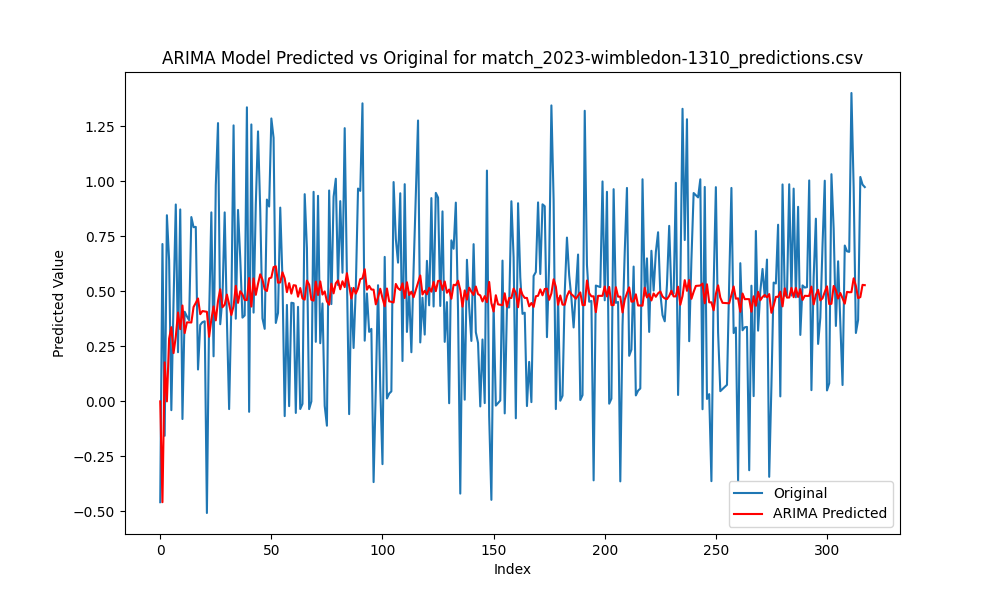 ARIMA Model Predicted vs Original for match_2023-wimbledon-1310_predictions.csv
Predicted Value
1.25
1.00
0.75
0.50
0.25
0.00
−0.25
−0.50
0 50 100 150 200 250 300
Index
Original
ARIMA Predicted